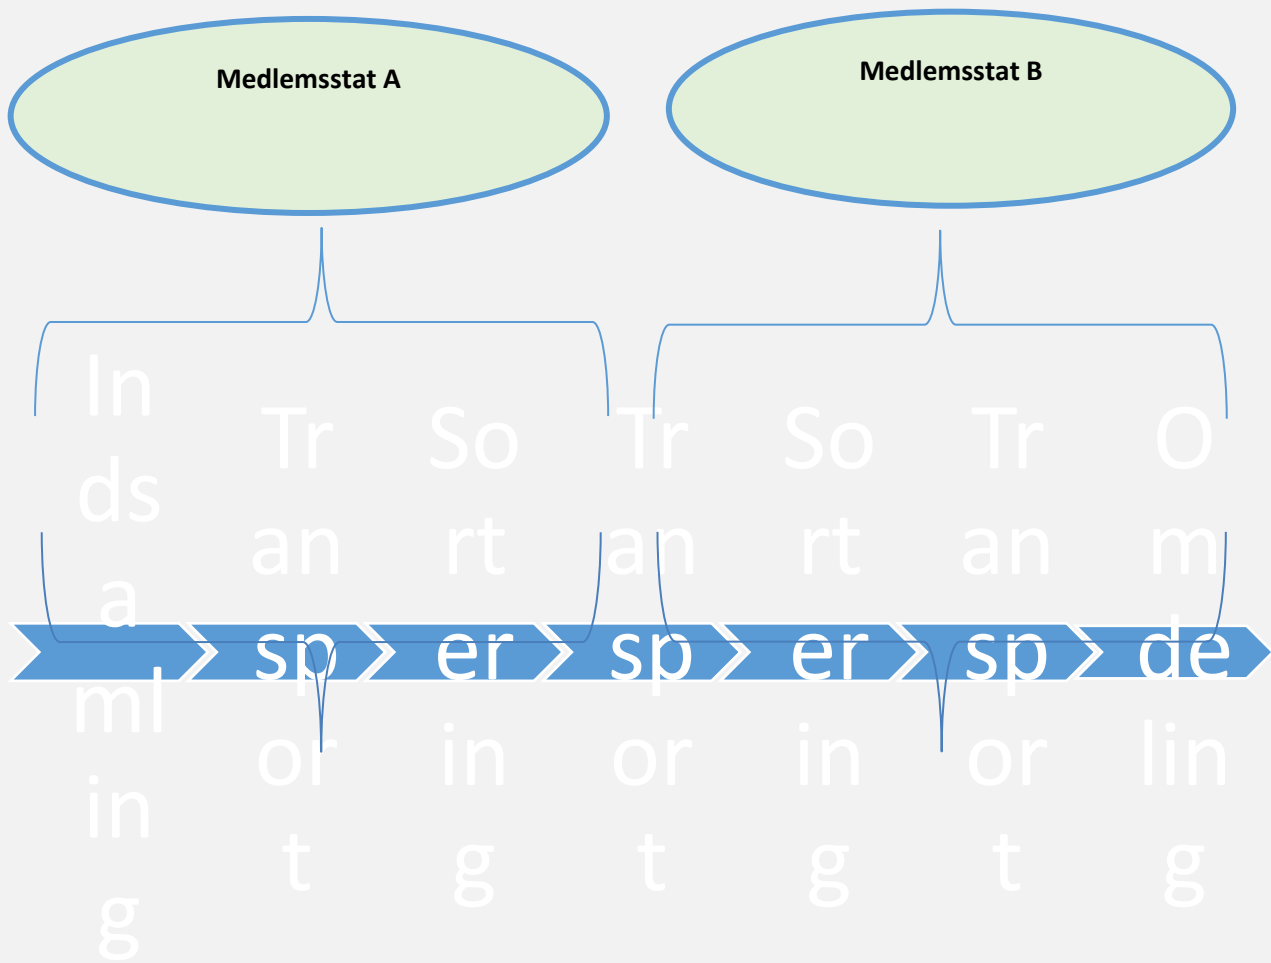 Medlemsstat A
Medlemsstat B
In
ds
a
ml
in
g
Tr
an
sp
or
t
So
rt
er
in
g
Tr
an
sp
or
t
So
rt
er
in
g
Tr
an
sp
or
t
O
m
de
lin
g